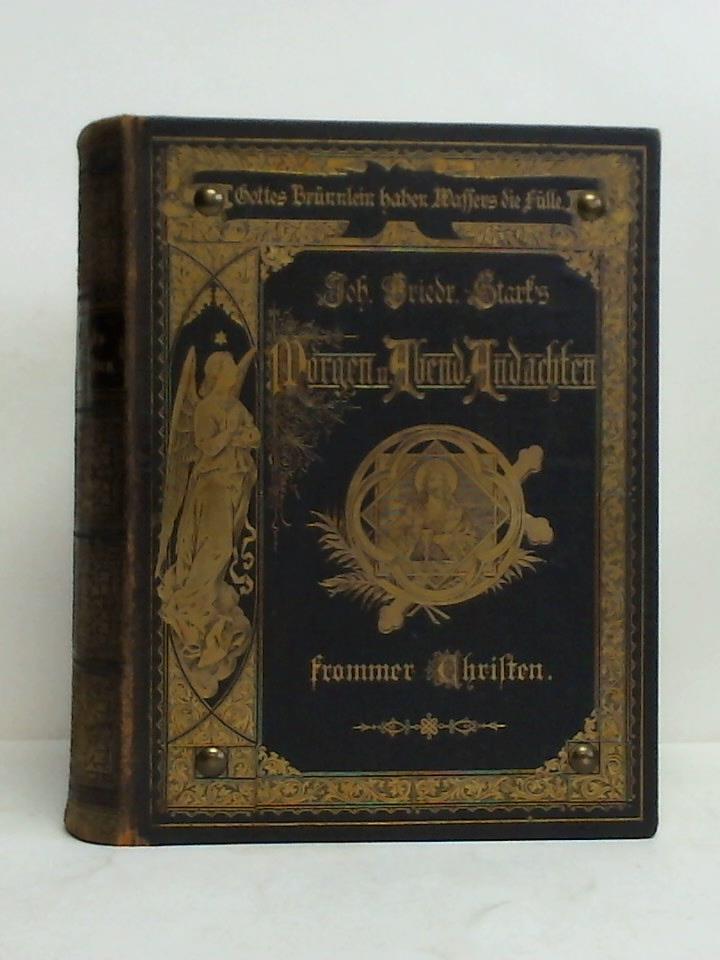 Gottes Brünnlein haben Wassers die Fülle.
Joh. Friedr. Stark's
Morgen u. Abend-Andachten
frommer Christen.